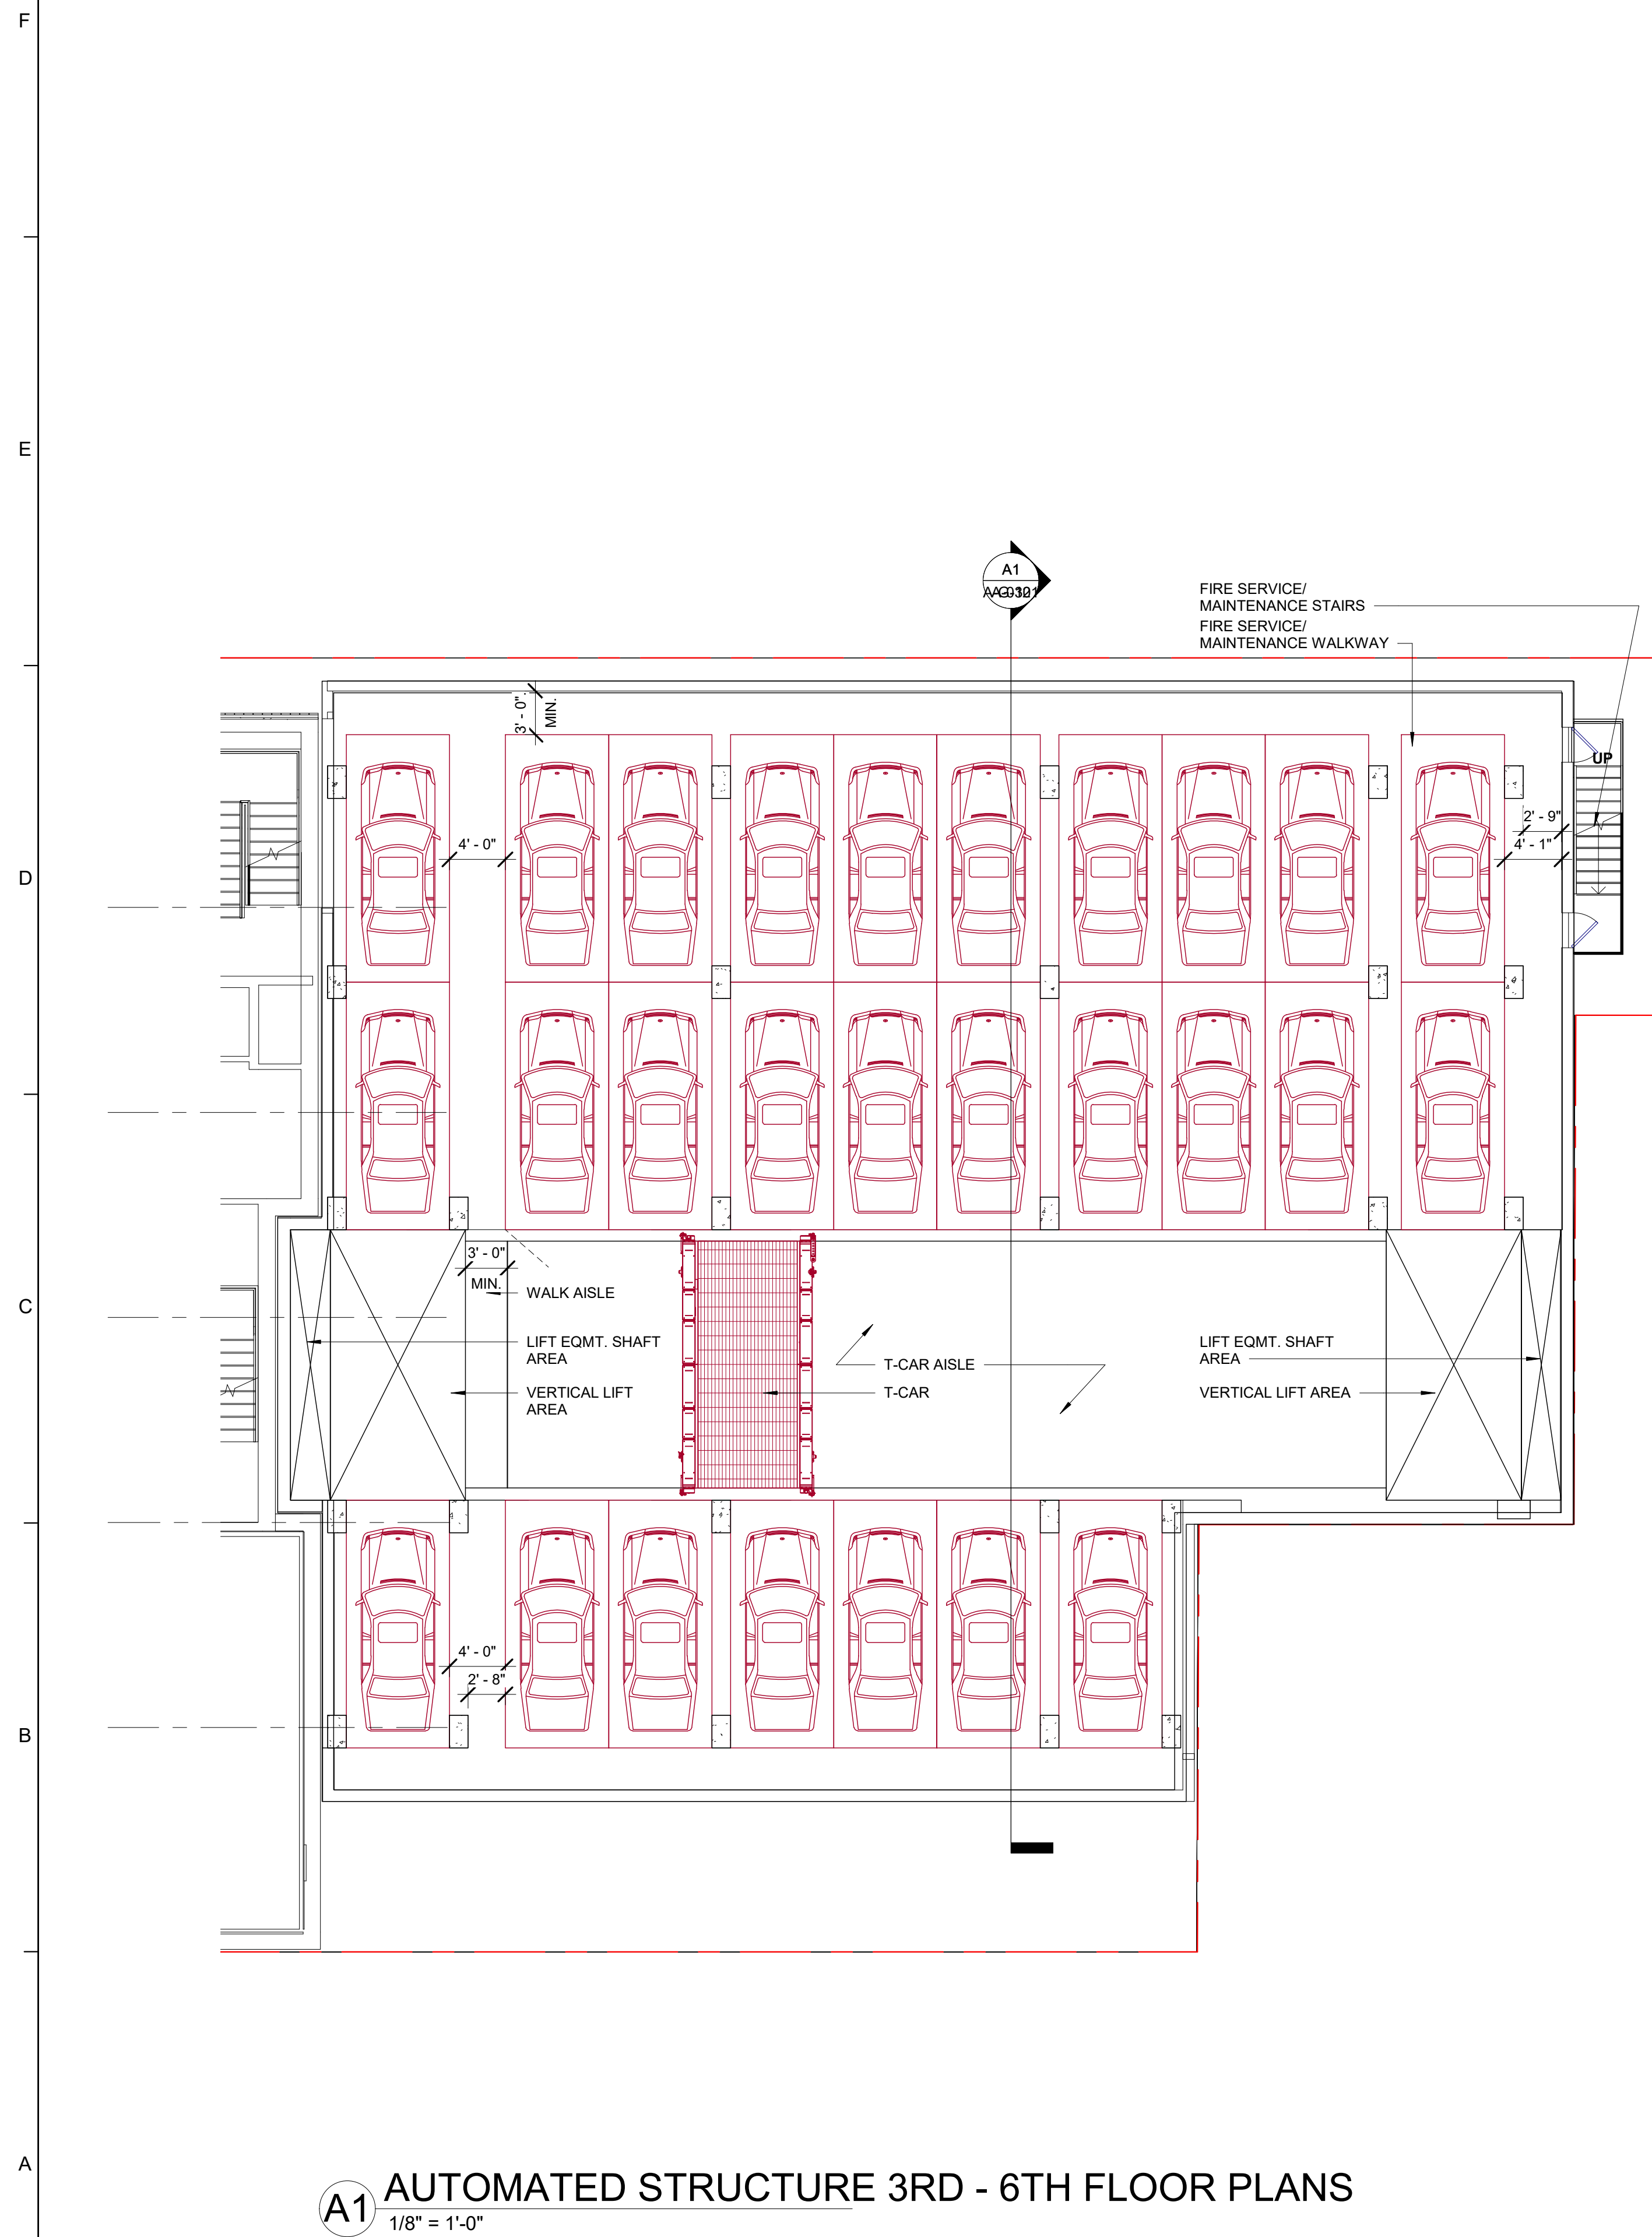 F
E
A1
FIRE SERVICE/
MAINTENANCE STAIRS
FIRE SERVICE/
MAINTENANCE WALKWAY
3' - 0".
MIN.
UP
2' - 9"
4' - 0"
4' - 1"
D
3' - 0"
MIN.
WALK AISLE
C
LIFT EQMT. SHAFT
AREA
LIFT EQMT. SHAFT
AREA
T-CAR AISLE
VERTICAL LIFT
AREA
T-CAR
VERTICAL LIFT AREA
4' - 0"
2' - 8"
B
A
A1
AUTOMATED STRUCTURE 3RD - 6TH FLOOR PLANS
1/8" = 1'-0"